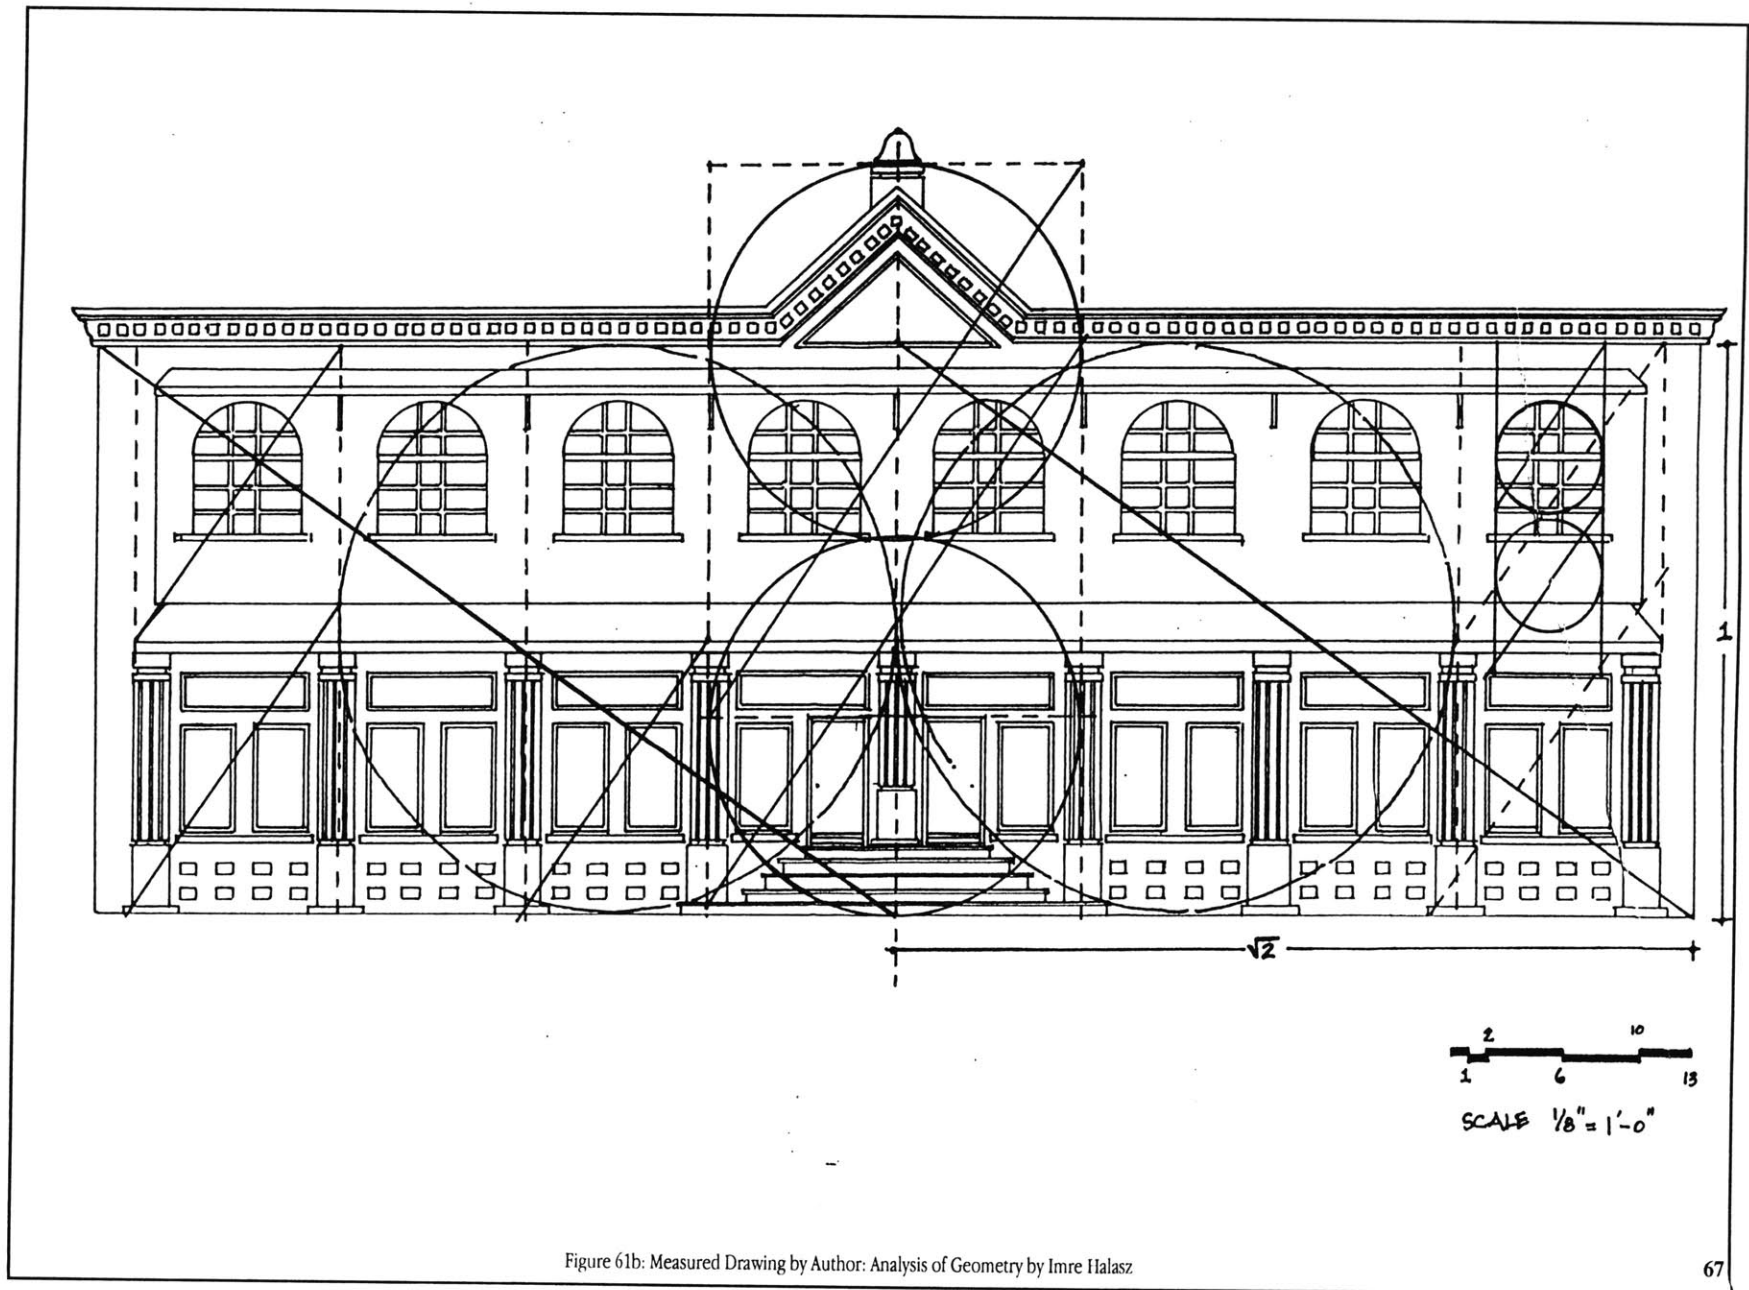 1
√2
2 10
1 6 13
SCALE 1/8" = 1'-0"
Figure 61b: Measured Drawing by Author: Analysis of Geometry by Imre Halasz
67